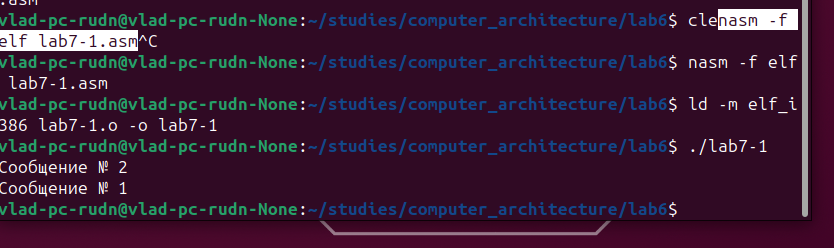 .asm
vlad-pc-rudn@vlad-pc-rudn-None:~/studies/computer_architecture/lab6$ clenasm -f
elf lab7-1.asm^C
vlad-pc-rudn@vlad-pc-rudn-None:~/studies/computer_architecture/lab6$ nasm -f elf
 lab7-1.asm
vlad-pc-rudn@vlad-pc-rudn-None:~/studies/computer_architecture/lab6$ ld -m elf_i
386 lab7-1.o -o lab7-1
vlad-pc-rudn@vlad-pc-rudn-None:~/studies/computer_architecture/lab6$ ./lab7-1
Сообщение № 2
Сообщение № 1
vlad-pc-rudn@vlad-pc-rudn-None:~/studies/computer_architecture/lab6$